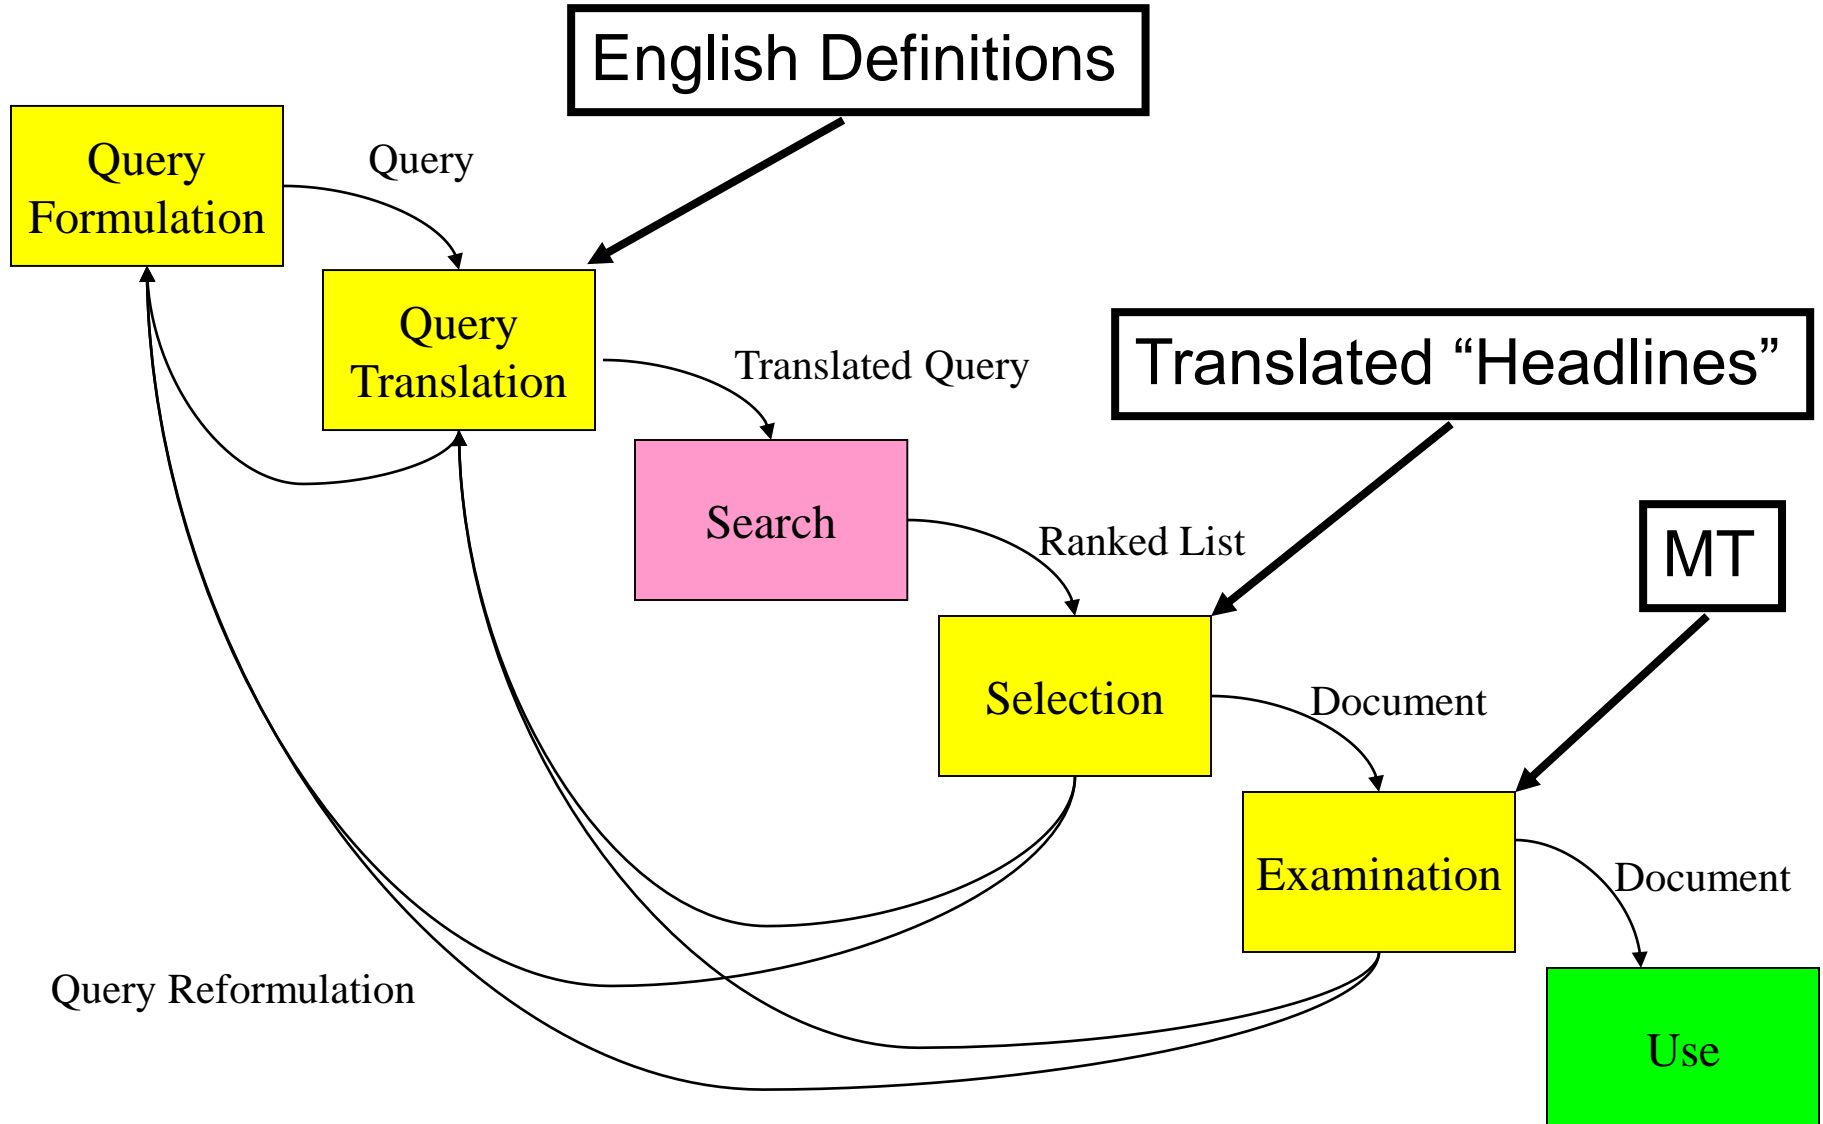 English Definitions
Query
Formulation
Query
Query
Translation
Translated Query
Translated “Headlines”
Search
Ranked List
MT
Selection
Document
Examination
Document
Query Reformulation
Use